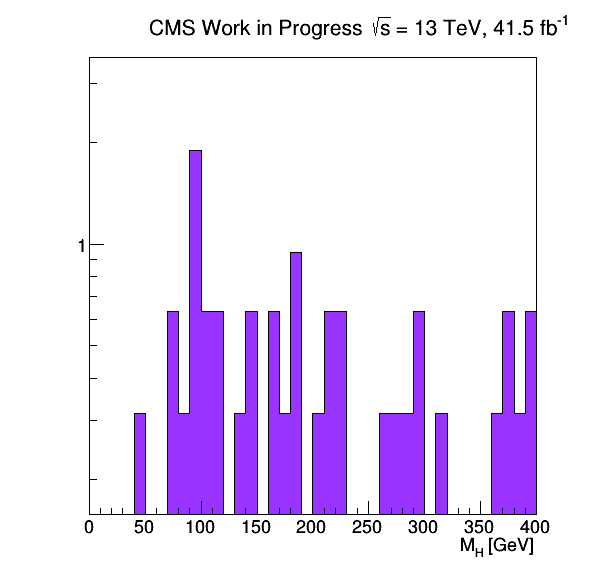 CMS Work in Progress √s = 13 TeV, 41.5 fb⁻¹
1
0 50 100 150 200 250 300 350 400
M_H [GeV]